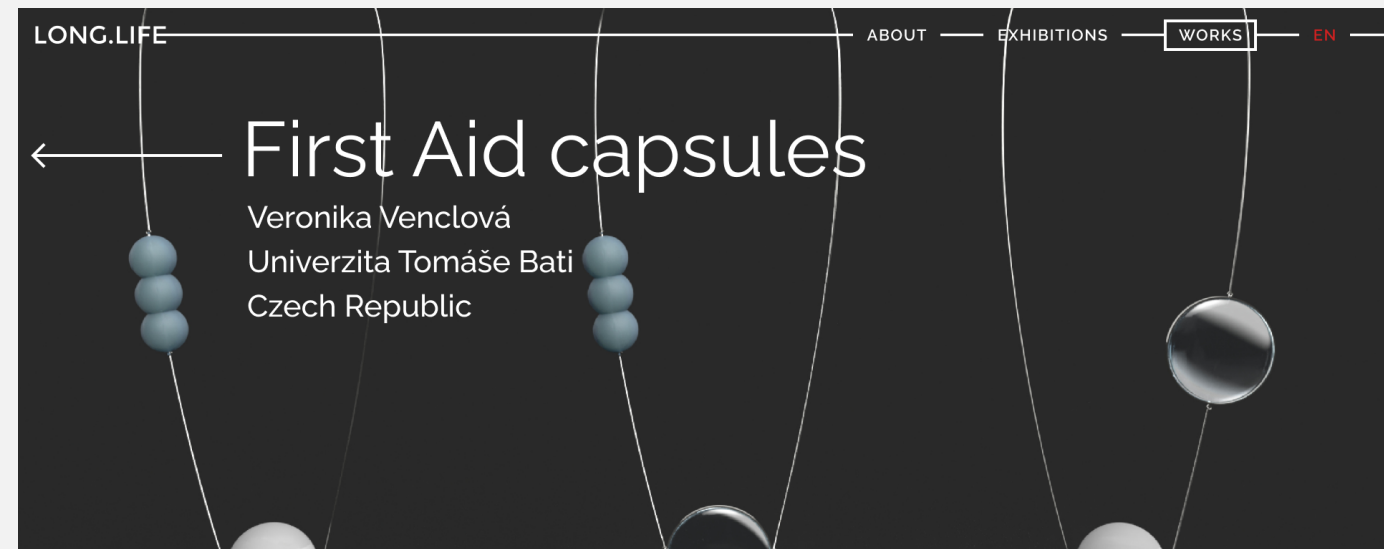 LONG.LIFE
ABOUT
EXHIBITIONS
WORKS
EN
First Aid capsules
Veronika Venclová
Univerzita Tomáše Bati
Czech Republic